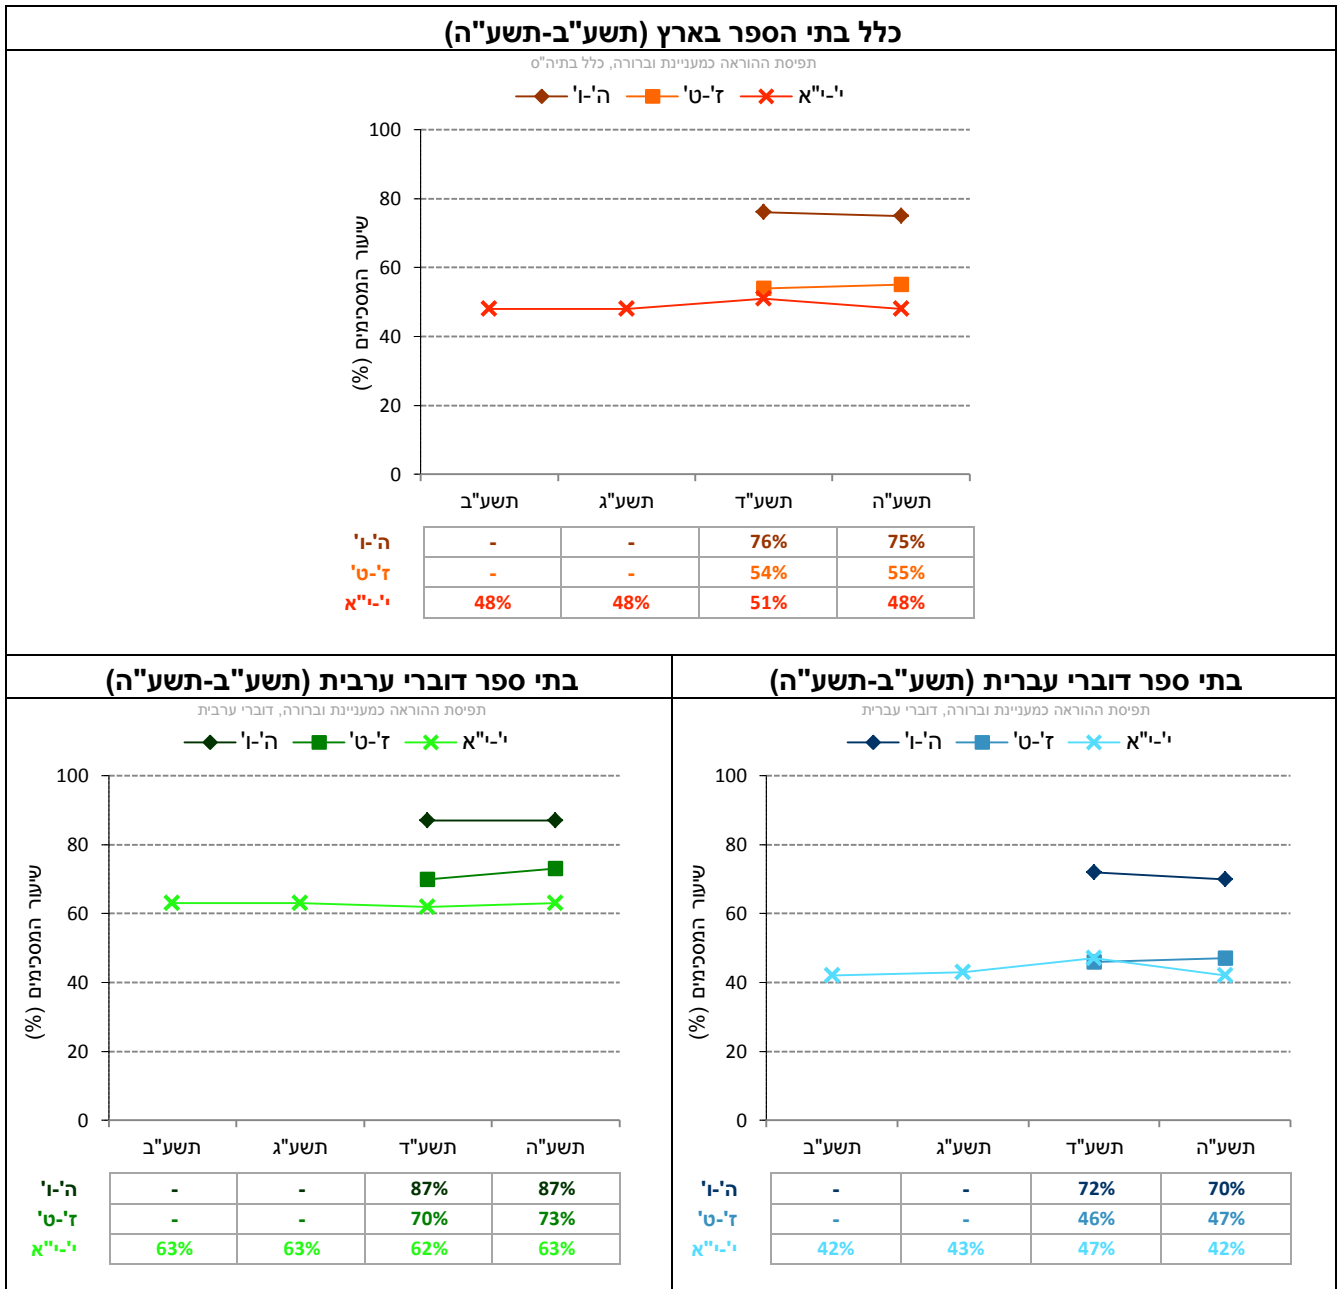 כלל בתי הספר בארץ (תשע"ב-תשע"ה)
תפיסת ההוראה כמעניינת וברורה, כלל בתיה"ס
ה'-ו' ז'-ט' י'-י"א
שיעור המסכימים (%)
100
80
60
40
20
0
תשע"ב תשע"ג תשע"ד תשע"ה
ה'-ו' - - 76% 75%
ז'-ט' - - 54% 55%
י'-י"א 48% 48% 51% 48%
בתי ספר דוברי עברית (תשע"ב-תשע"ה)
תפיסת ההוראה כמעניינת וברורה, דוברי עברית
ה'-ו' ז'-ט' י'-י"א
שיעור המסכימים (%)
100
80
60
40
20
0
תשע"ב תשע"ג תשע"ד תשע"ה
ה'-ו' - - 72% 70%
ז'-ט' - - 46% 47%
י'-י"א 42% 43% 47% 42%
בתי ספר דוברי ערבית (תשע"ב-תשע"ה)
תפיסת ההוראה כמעניינת וברורה, דוברי ערבית
ה'-ו' ז'-ט' י'-י"א
שיעור המסכימים (%)
100
80
60
40
20
0
תשע"ב תשע"ג תשע"ד תשע"ה
ה'-ו' - - 87% 87%
ז'-ט' - - 70% 73%
י'-י"א 63% 63% 62% 63%